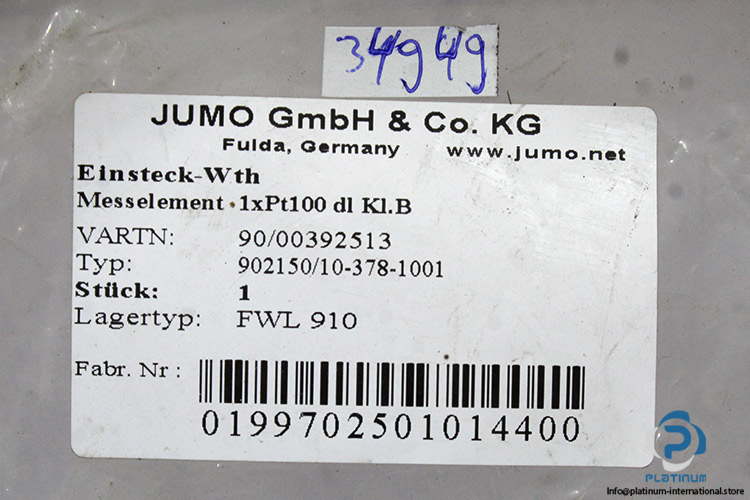 34949
JUMO GmbH & Co. KG
Fulda, Germany www.jumo.net
Einsteck-Wth
Messelement 1xPt100 dl Kl.B
VARTN: 90/00392513
Typ: 902150/10-378-1001
Stück: 1
Lagertyp: FWL 910
Fabr. Nr :
0199702501014400
PLATINUM
Info@platinum-international.store